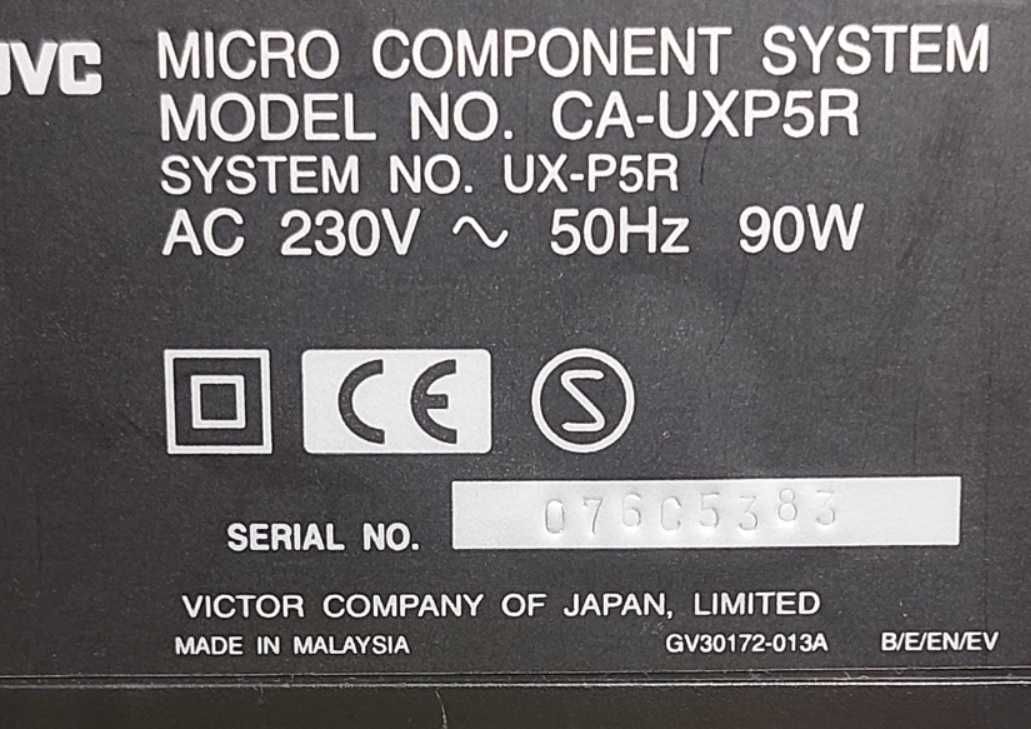 JVC MICRO COMPONENT SYSTEM
MODEL NO. CA-UXP5R
SYSTEM NO. UX-P5R
AC 230V ~ 50Hz 90W
CE S
SERIAL NO. 076C5383
VICTOR COMPANY OF JAPAN, LIMITED
MADE IN MALAYSIA GV30172-013A B/E/EN/EV